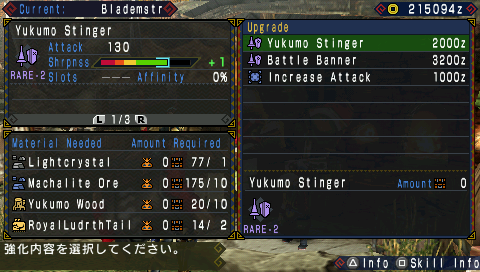 Current: Blademstr
215094z
Yukumo Stinger
Attack 130
Shrpnss +1
RARE-2 Slots --- Affinity 0%
L 1/3 R
Material Needed Amount Required
Lightcrystal 0 77/ 1
Machalite Ore 0 175/10
Yukumo Wood 0 20/10
RoyalLudrthTail 0 14/ 2
Upgrade
Yukumo Stinger 2000z
Battle Banner 3200z
Increase Attack 1000z
Yukumo Stinger Amount 0
RARE-2
強化内容を選択してください。
△ Info □ Skill Info